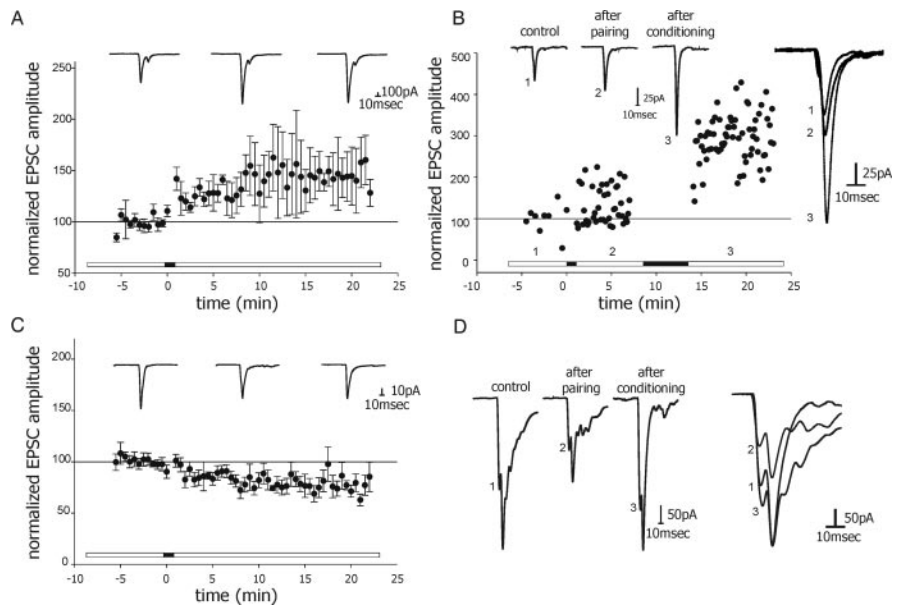 A
normalized EPSC amplitude
250
200
150
100
50
100pA
10msec
-10 -5 0 5 10 15 20 25
time (min)
B
control
after
pairing
after
conditioning
normailzed EPSC amplitude
500
400
300
200
100
0
1
2
3
25pA
10msec
1
2
3
25pA
10msec
1 2 3
-10 -5 0 5 10 15 20 25
time (min)
C
normalized EPSC amplitude
200
150
100
50
0
10pA
10msec
-10 -5 0 5 10 15 20 25
time (min)
D
control
after
pairing
after
conditioning
1
2
3
50pA
10msec
2
1
3
50pA
10msec